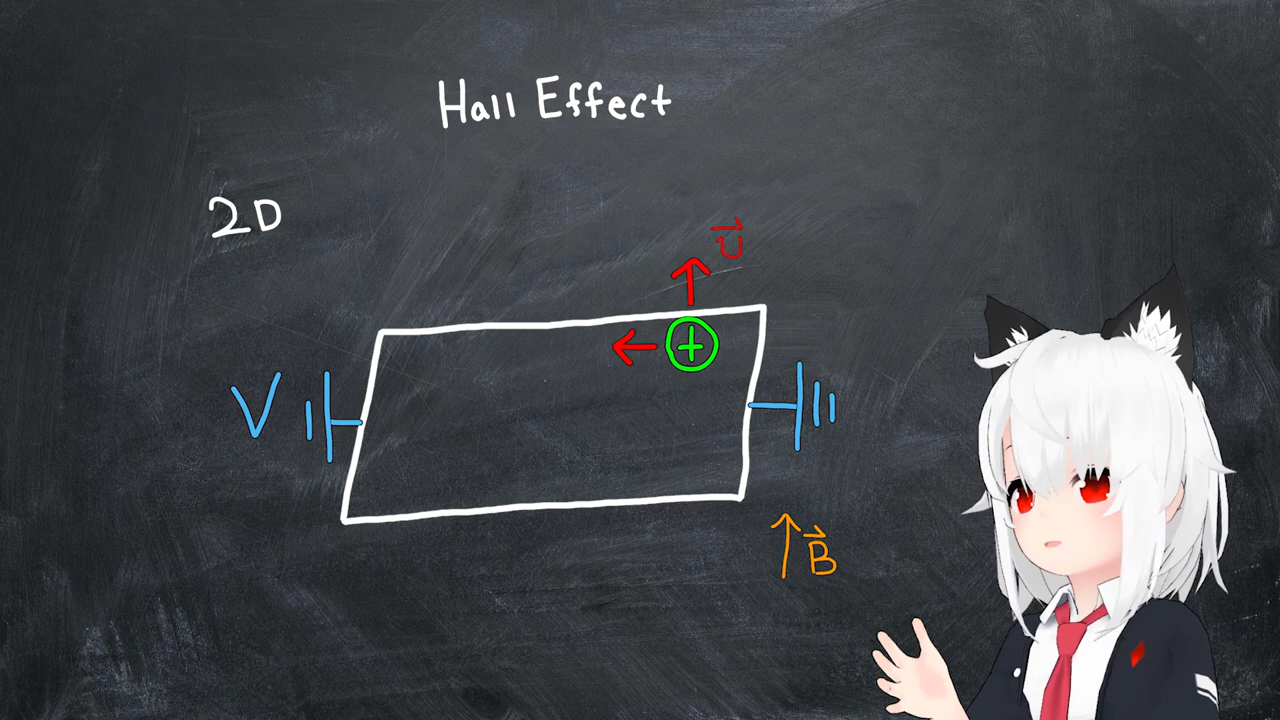 Hall Effect
2D
υ⃗
+
V
B⃗